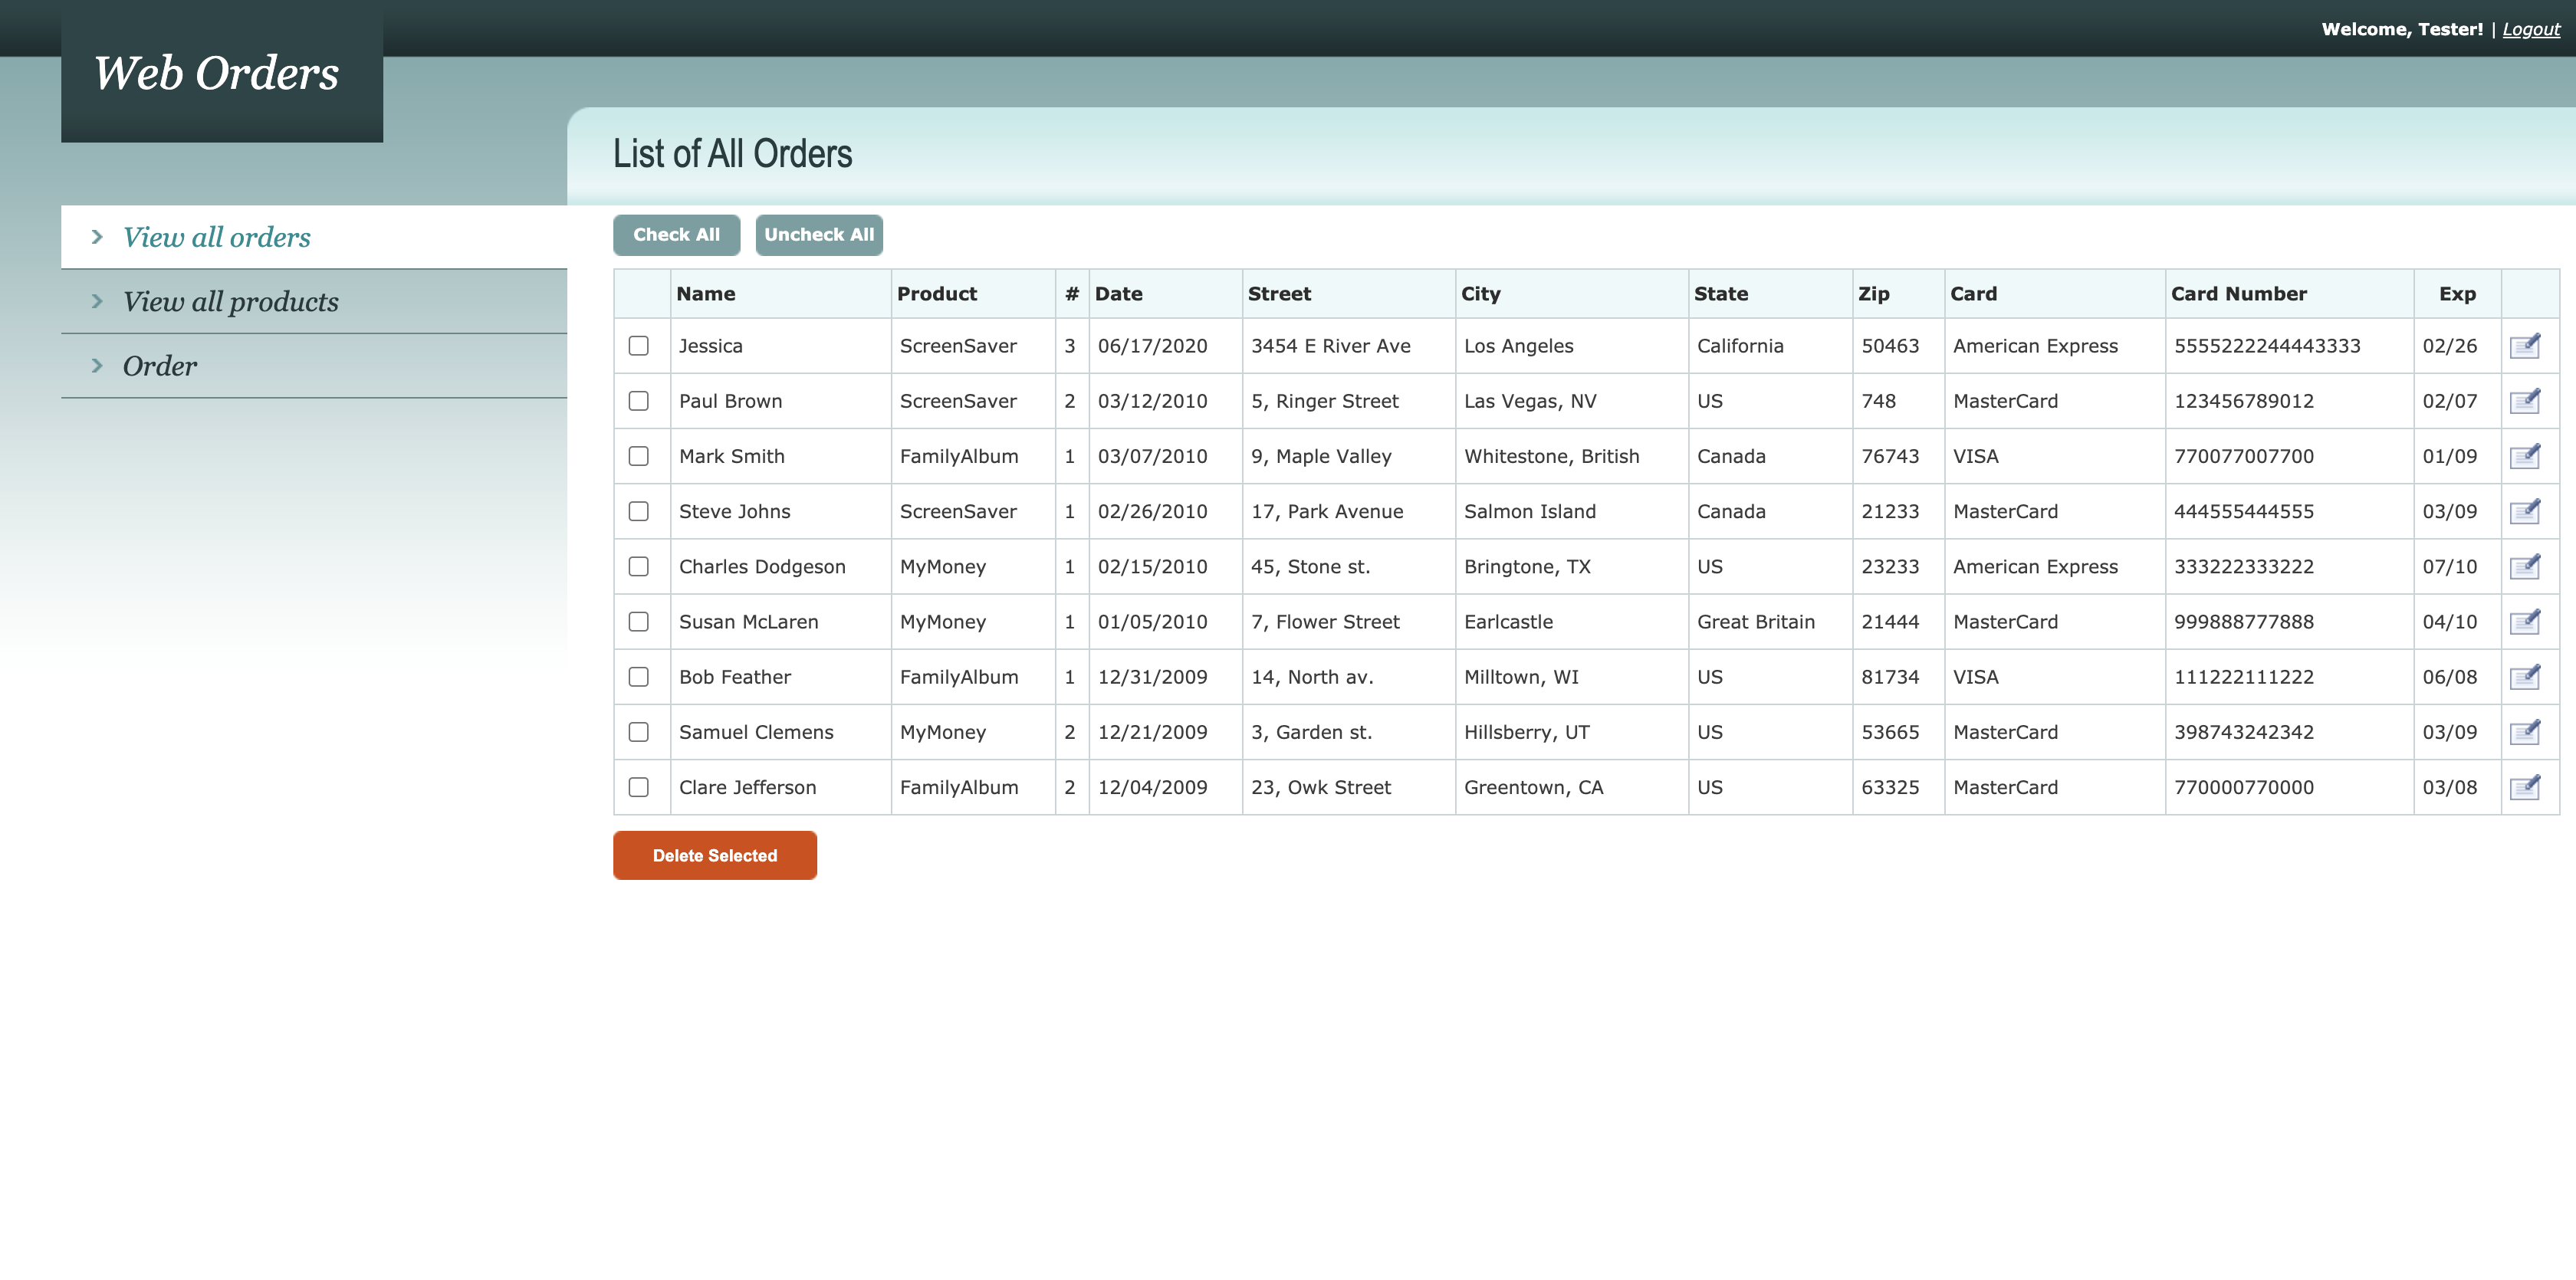 Welcome, Tester! | Logout
Web Orders
List of All Orders
View all orders
View all products
Order
Check All Uncheck All
Name Product # Date Street City State Zip Card Card Number Exp
Jessica ScreenSaver 3 06/17/2020 3454 E River Ave Los Angeles California 50463 American Express 5555222244443333 02/26
Paul Brown ScreenSaver 2 03/12/2010 5, Ringer Street Las Vegas, NV US 748 MasterCard 123456789012 02/07
Mark Smith FamilyAlbum 1 03/07/2010 9, Maple Valley Whitestone, British Canada 76743 VISA 770077007700 01/09
Steve Johns ScreenSaver 1 02/26/2010 17, Park Avenue Salmon Island Canada 21233 MasterCard 444555444555 03/09
Charles Dodgeson MyMoney 1 02/15/2010 45, Stone st. Bringtone, TX US 23233 American Express 333222333222 07/10
Susan McLaren MyMoney 1 01/05/2010 7, Flower Street Earlcastle Great Britain 21444 MasterCard 999888777888 04/10
Bob Feather FamilyAlbum 1 12/31/2009 14, North av. Milltown, WI US 81734 VISA 111222111222 06/08
Samuel Clemens MyMoney 2 12/21/2009 3, Garden st. Hillsberry, UT US 53665 MasterCard 398743242342 03/09
Clare Jefferson FamilyAlbum 2 12/04/2009 23, Owk Street Greentown, CA US 63325 MasterCard 770000770000 03/08
Delete Selected